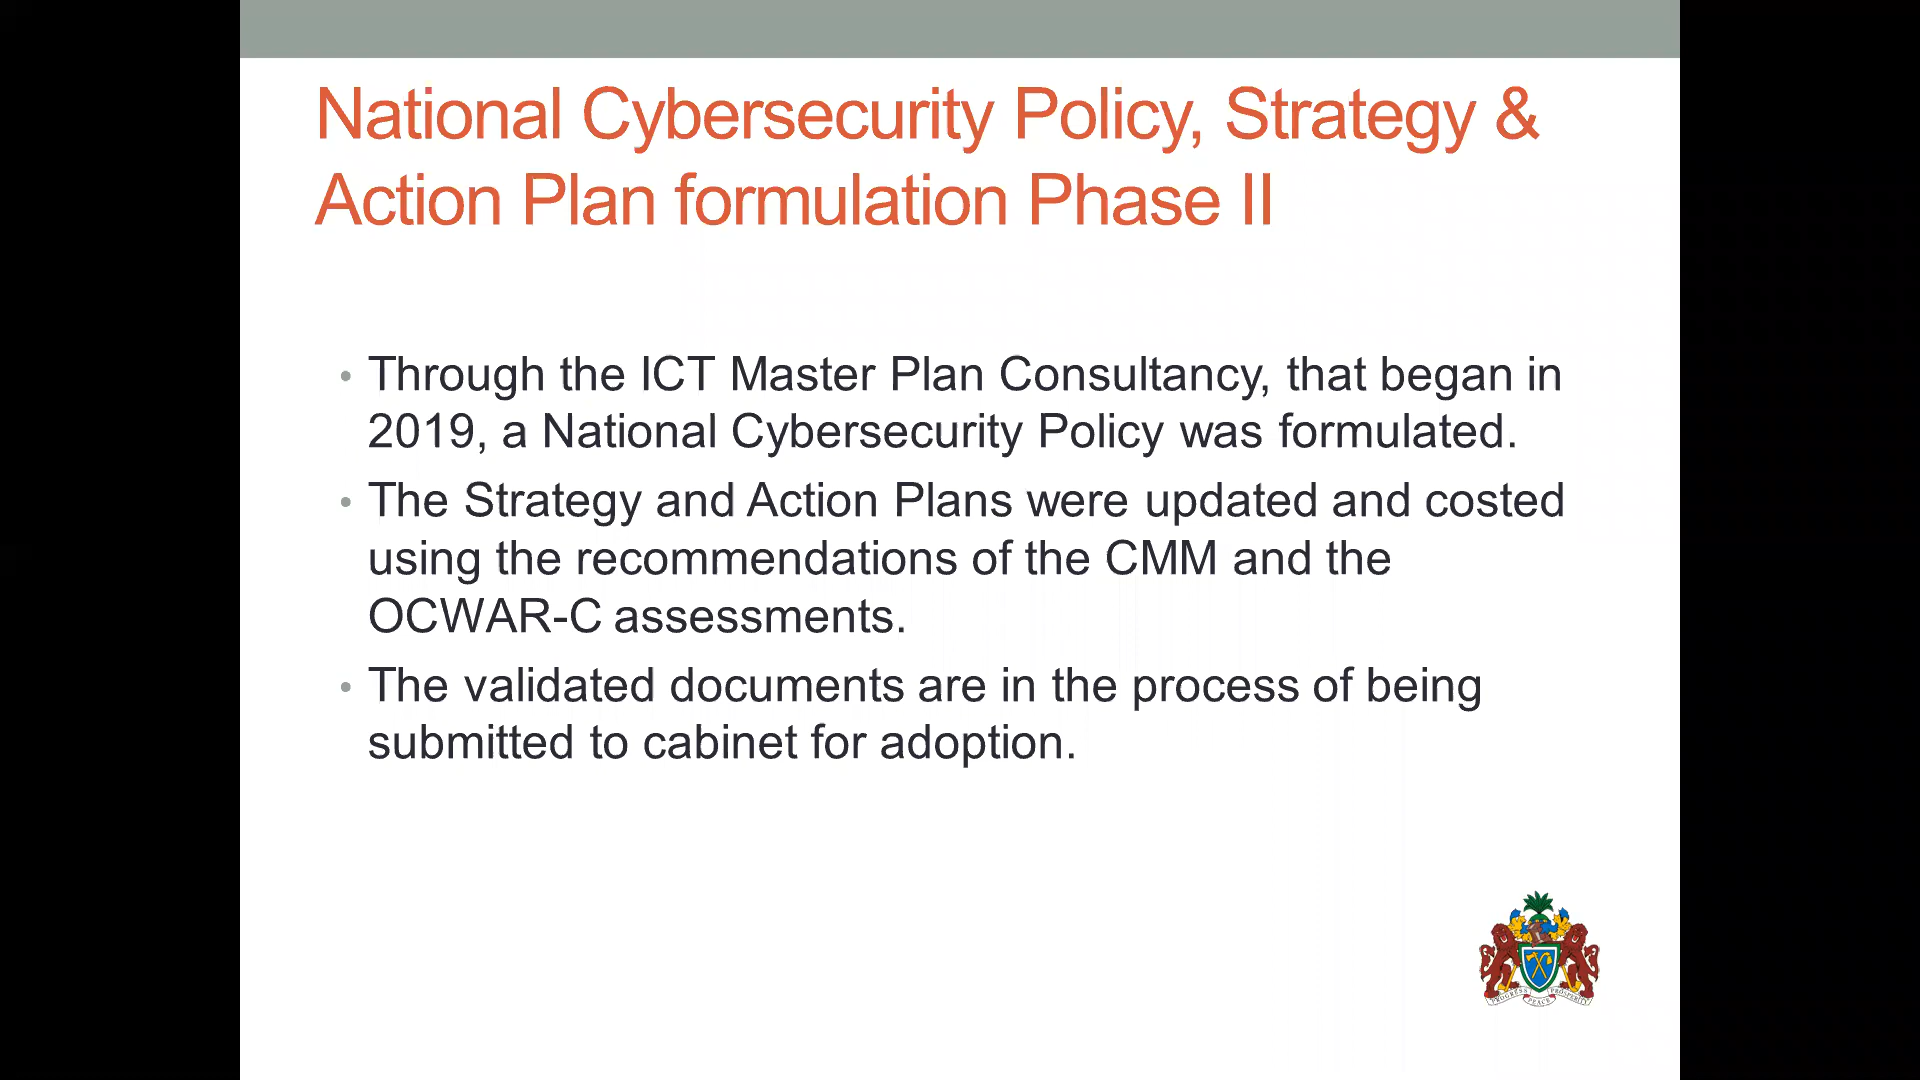 National Cybersecurity Policy, Strategy &
Action Plan formulation Phase II
• Through the ICT Master Plan Consultancy, that began in
2019, a National Cybersecurity Policy was formulated.
• The Strategy and Action Plans were updated and costed
using the recommendations of the CMM and the
OCWAR-C assessments.
• The validated documents are in the process of being
submitted to cabinet for adoption.
PROGRESS PEACE PROSPERITY